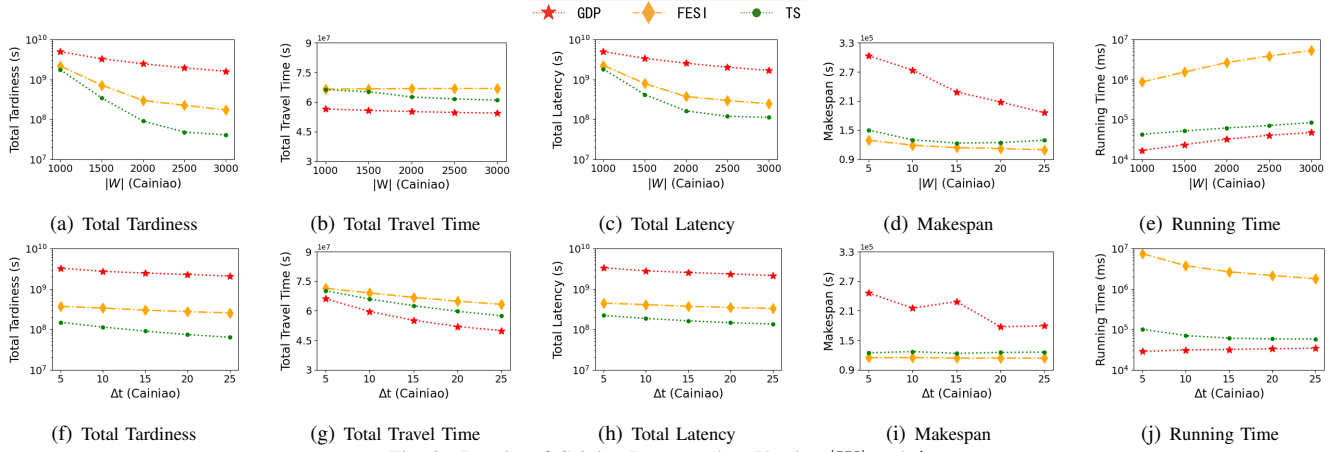 GDP FESI TS
Total Tardiness (s)
10^10
10^9
10^8
10^7
1000 1500 2000 2500 3000
|W| (Cainiao)
(a) Total Tardiness
1e7
Total Travel Time (s)
9
7.5
6
4.5
3
1000 1500 2000 2500 3000
|W| (Cainiao)
(b) Total Travel Time
Total Latency (s)
10^10
10^9
10^8
10^7
1000 1500 2000 2500 3000
|W| (Cainiao)
(c) Total Latency
1e5
Makespan (s)
3.3
2.7
2.1
1.5
0.9
5 10 15 20 25
|W| (Cainiao)
(d) Makespan
Running Time (ms)
10^7
10^6
10^5
10^4
1000 1500 2000 2500 3000
|W| (Cainiao)
(e) Running Time
Total Tardiness (s)
10^10
10^9
10^8
10^7
5 10 15 20 25
Δt (Cainiao)
(f) Total Tardiness
1e7
Total Travel Time (s)
9
7.5
6
4.5
3
5 10 15 20 25
Δt (Cainiao)
(g) Total Travel Time
Total Latency (s)
10^10
10^9
10^8
10^7
5 10 15 20 25
Δt (Cainiao)
(h) Total Latency
1e5
Makespan (s)
3.3
2.7
2.1
1.5
0.9
5 10 15 20 25
Δt (Cainiao)
(i) Makespan
Running Time (ms)
10^7
10^6
10^5
10^4
5 10 15 20 25
Δt (Cainiao)
(j) Running Time